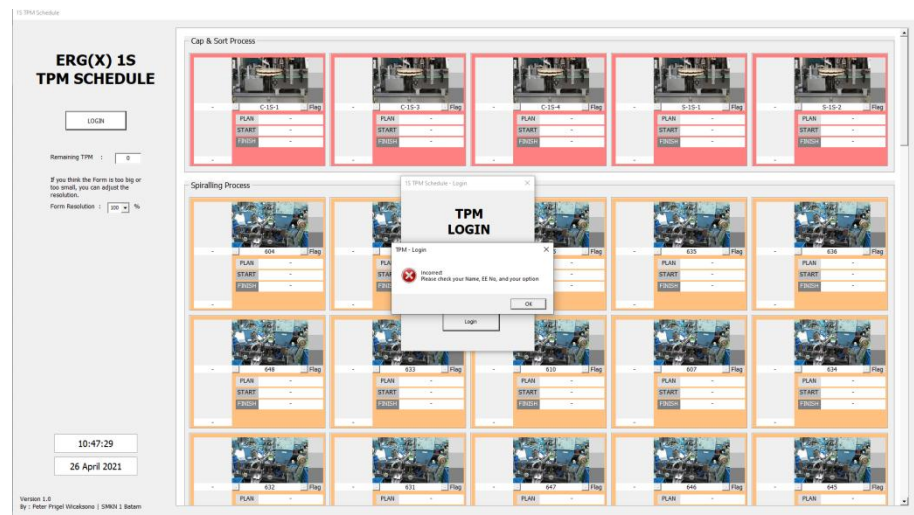 1S TPM Schedule
ERG(X) 1S
TPM SCHEDULE
LOGIN
Remaining TPM : 0
If you think the Form is too big or
too small, you can adjust the
resolution.
Form Resolution : 100 %
10:47:29
26 April 2021
Version 1.0
By : Peter Prigel Wicaksono | SMKN 1 Batam
Cap & Sort Process
- C-1S-1 Flag - C-1S-3 Flag - C-1S-4 Flag - S-1S-1 Flag - S-1S-2 Flag
PLAN - PLAN - PLAN - PLAN - PLAN -
START - START - START - START - START -
FINISH - FINISH - FINISH - FINISH - FINISH -
- - - - -
Spiralling Process
- 604 Flag - 635 Flag - 636 Flag
PLAN - PLAN - PLAN -
START - START - START -
FINISH - FINISH - FINISH -
- - -
1S TPM Schedule - Login
TPM
LOGIN
TPM - Login
Incorrect
Please check your Name, EE No, and your option
OK
Login
- 648 Flag - 633 Flag - 610 Flag - 607 Flag - 634 Flag
PLAN - PLAN - PLAN - PLAN - PLAN -
START - START - START - START - START -
FINISH - FINISH - FINISH - FINISH - FINISH -
- - - - -
- 632 Flag - 631 Flag - 647 Flag - 646 Flag - 645 Flag
PLAN - PLAN - PLAN - PLAN - PLAN -